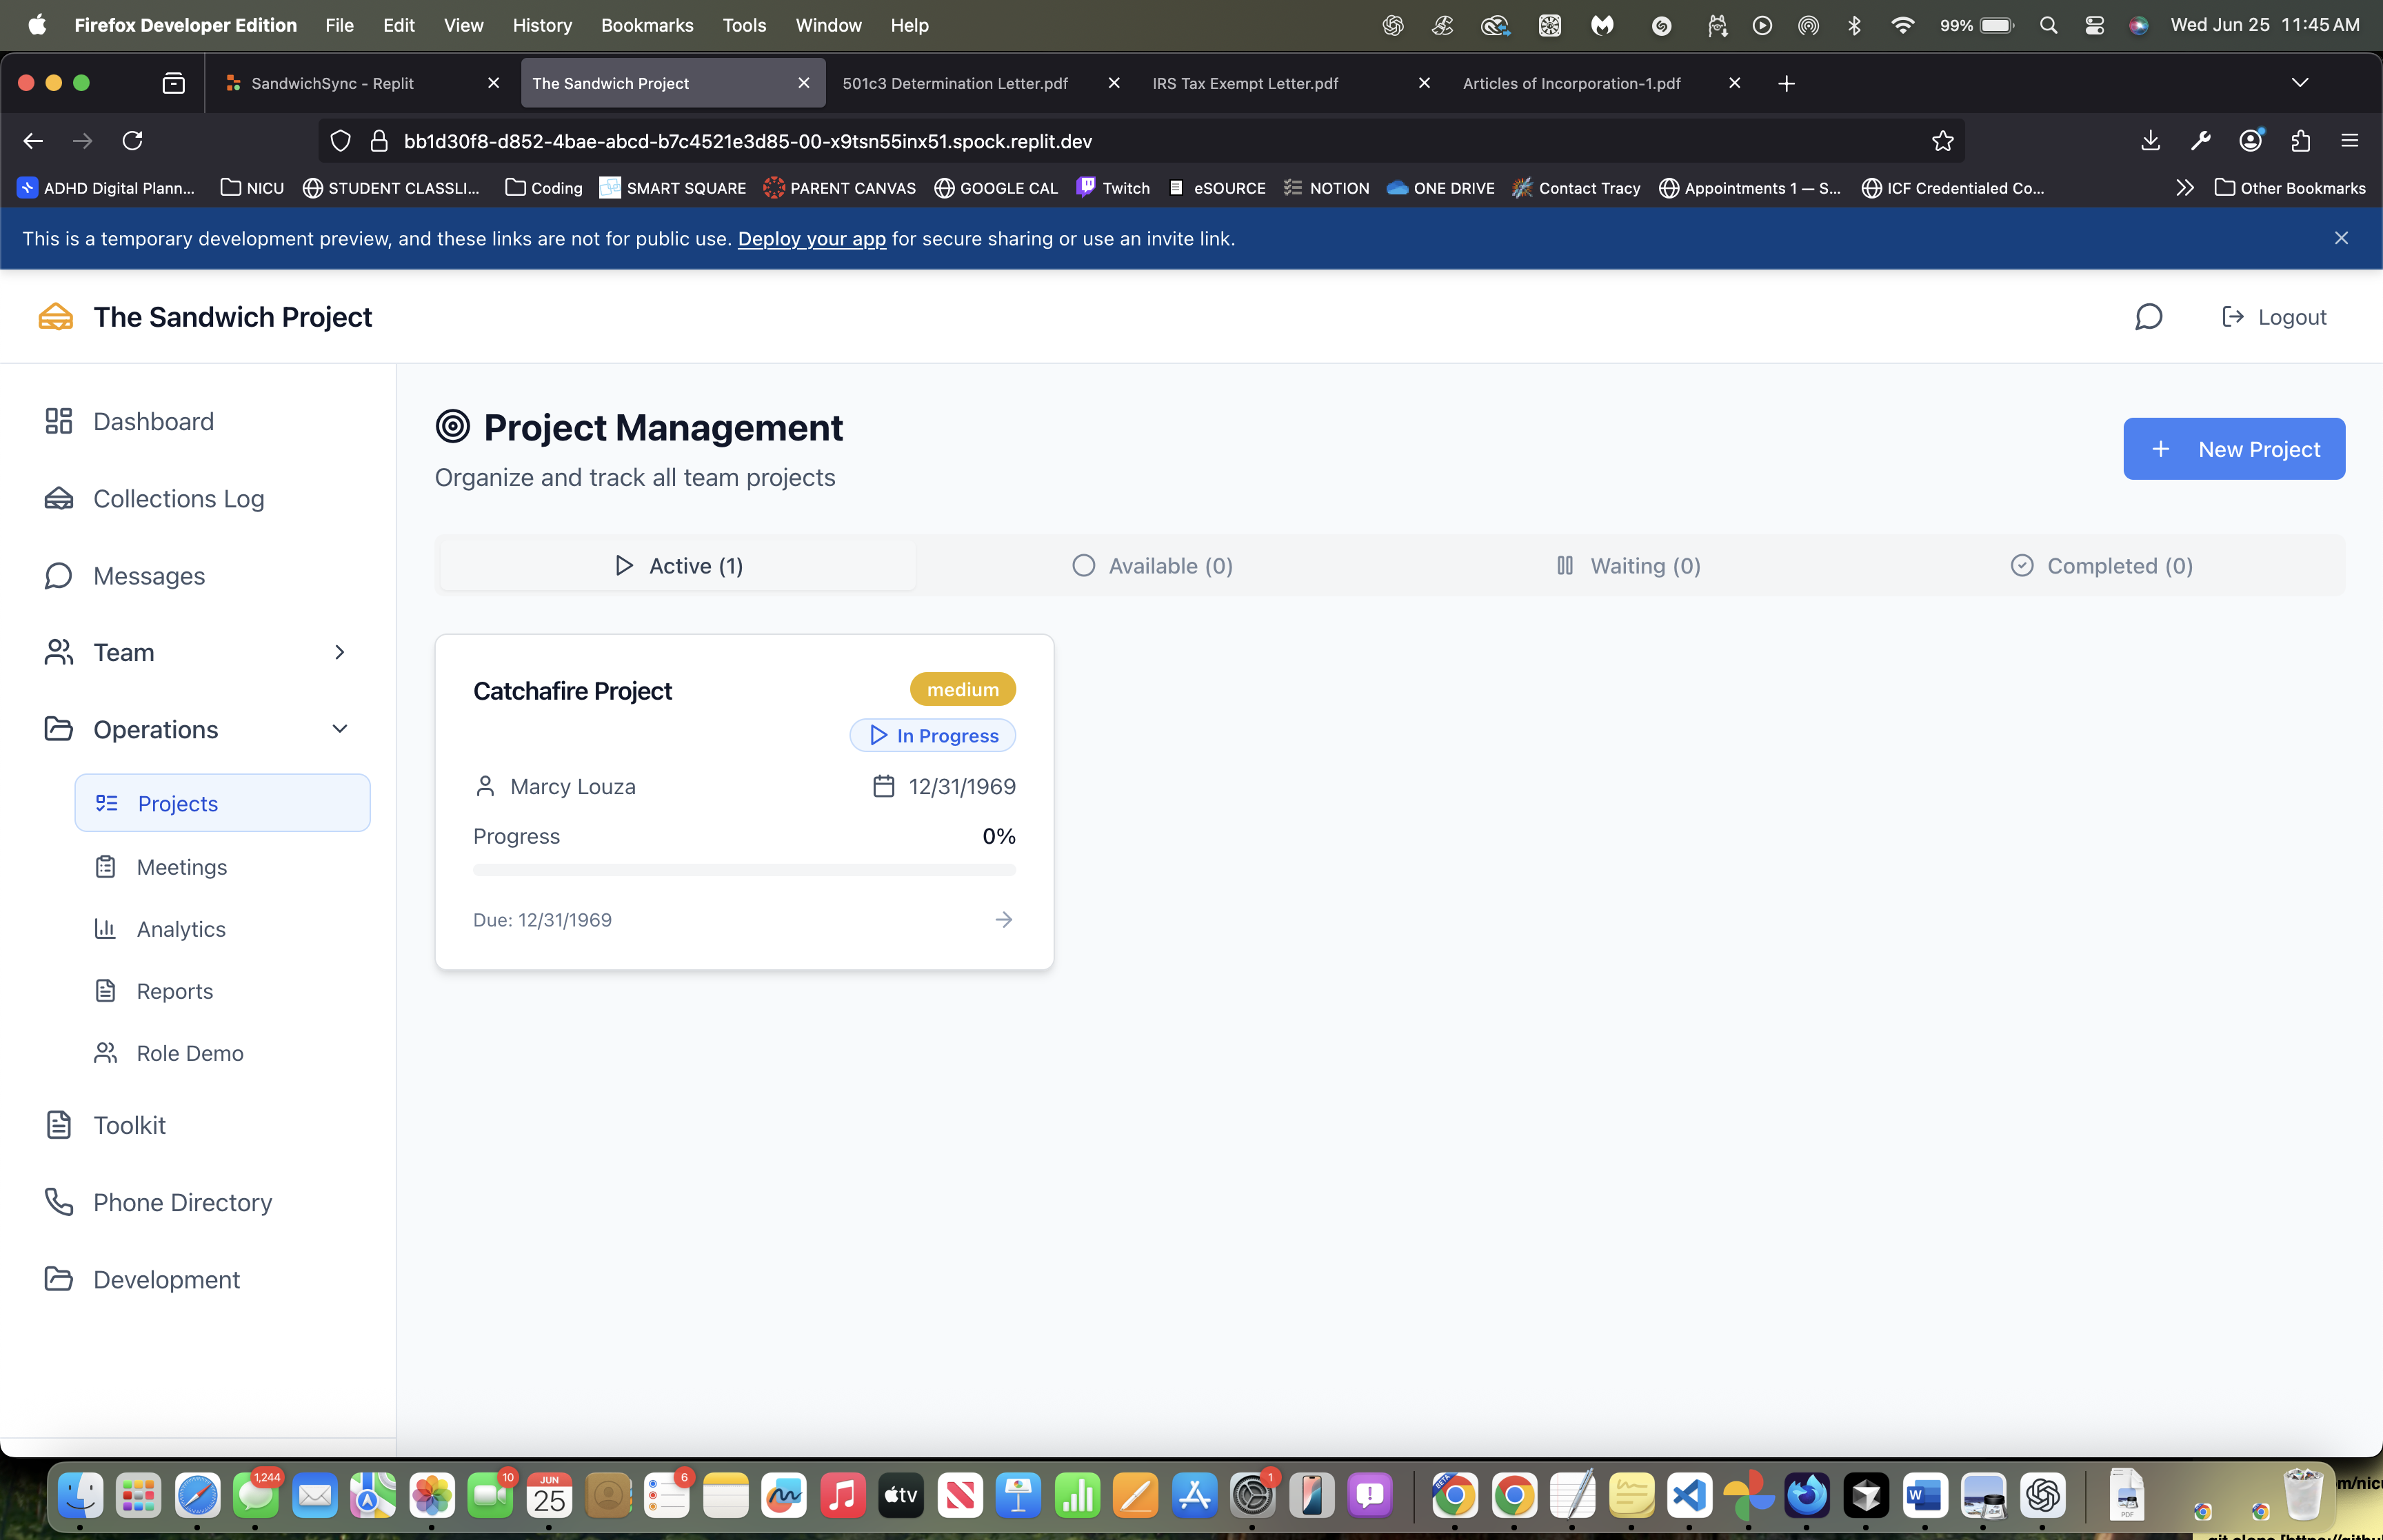 Firefox Developer Edition File Edit View History Bookmarks Tools Window Help 99% Wed Jun 25 11:45 AM
SandwichSync - Replit The Sandwich Project 501c3 Determination Letter.pdf IRS Tax Exempt Letter.pdf Articles of Incorporation-1.pdf
bb1d30f8-d852-4bae-abcd-b7c4521e3d85-00-x9tsn55inx51.spock.replit.dev
ADHD Digital Plann... NICU STUDENT CLASSLI... Coding SMART SQUARE PARENT CANVAS GOOGLE CAL Twitch eSOURCE NOTION ONE DRIVE Contact Tracy Appointments 1 — S... ICF Credentialed Co... Other Bookmarks
This is a temporary development preview, and these links are not for public use. Deploy your app for secure sharing or use an invite link.
The Sandwich Project
Logout
Dashboard
Collections Log
Messages
Team
Operations
Projects
Meetings
Analytics
Reports
Role Demo
Toolkit
Phone Directory
Development
Project Management
Organize and track all team projects
New Project
Active (1) Available (0) Waiting (0) Completed (0)
Catchafire Project
medium
In Progress
Marcy Louza 12/31/1969
Progress 0%
Due: 12/31/1969
1,244 10 JUN 25 6 tv 1 BETA W PDF